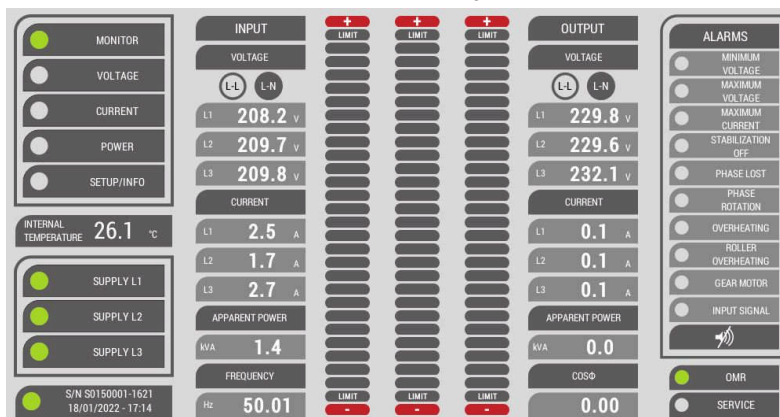 MONITOR
VOLTAGE
CURRENT
POWER
SETUP/INFO
INTERNAL
TEMPERATURE 26.1 °C
SUPPLY L1
SUPPLY L2
SUPPLY L3
S/N S0150001-1621
18/01/2022 - 17:14
INPUT
VOLTAGE
L-L L-N
L1 208.2 V
L2 209.7 V
L3 209.8 V
CURRENT
L1 2.5 A
L2 1.7 A
L3 2.7 A
APPARENT POWER
kVA 1.4
FREQUENCY
Hz 50.01
+ + +
LIMIT LIMIT LIMIT
LIMIT LIMIT LIMIT
- - -
OUTPUT
VOLTAGE
L-L L-N
L1 229.8 V
L2 229.6 V
L3 232.1 V
CURRENT
L1 0.1 A
L2 0.1 A
L3 0.1 A
APPARENT POWER
kVA 0.0
COSΦ
0.00
ALARMS
MINIMUM
VOLTAGE
MAXIMUM
VOLTAGE
MAXIMUM
CURRENT
STABILIZATION
OFF
PHASE LOST
PHASE
ROTATION
OVERHEATING
ROLLER
OVERHEATING
GEAR MOTOR
INPUT SIGNAL
OMR
SERVICE